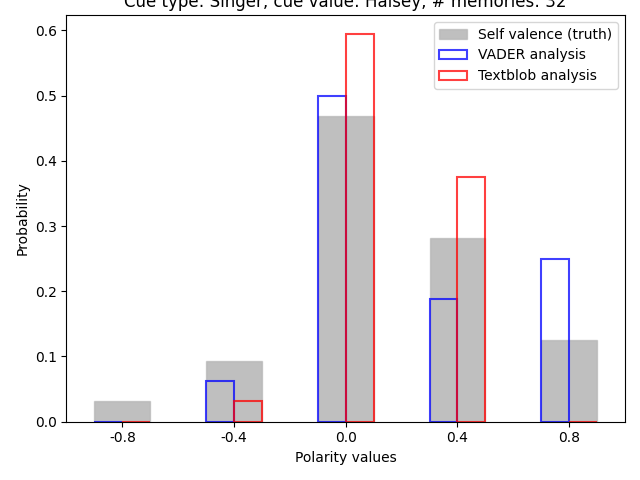 Cue type: Singer, cue value: Halsey, # memories: 32
Self valence (truth)
VADER analysis
Textblob analysis
Probability
0.6
0.5
0.4
0.3
0.2
0.1
0.0
-0.8 -0.4 0.0 0.4 0.8
Polarity values